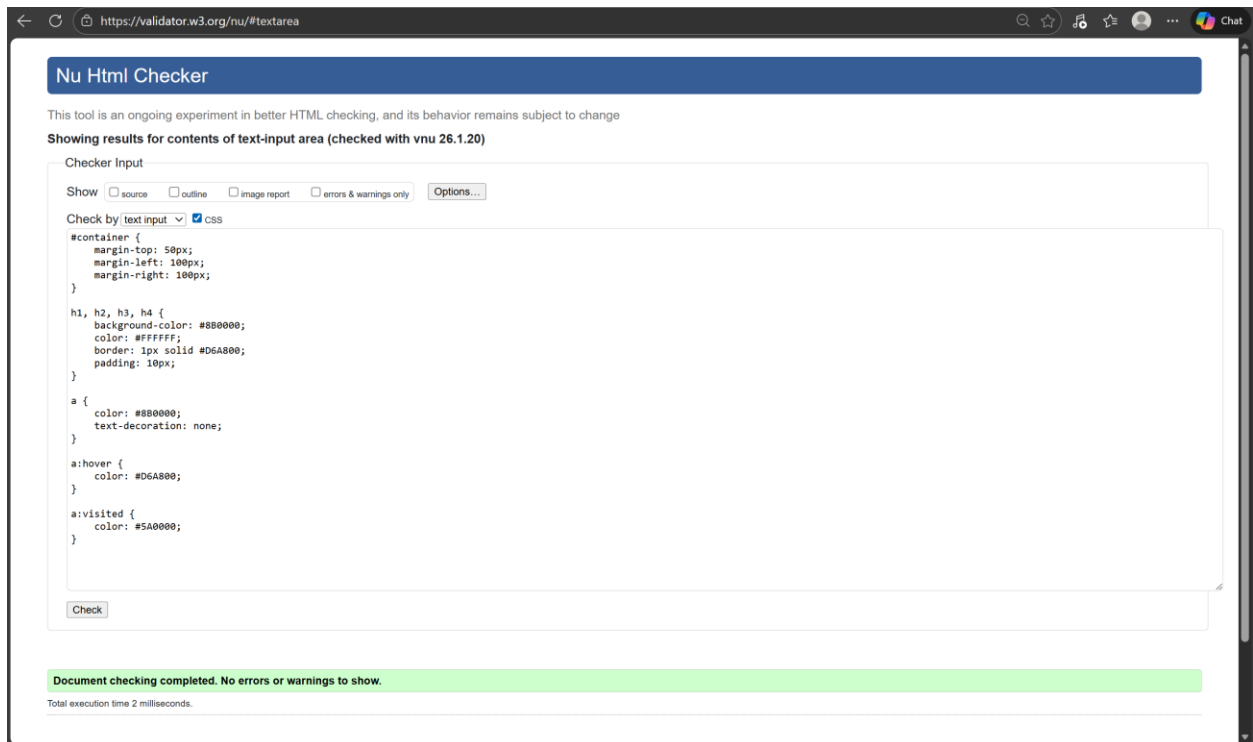 https://validator.w3.org/nu/#textarea
Chat
Nu Html Checker
This tool is an ongoing experiment in better HTML checking, and its behavior remains subject to change
Showing results for contents of text-input area (checked with vnu 26.1.20)
Checker Input
Show source outline image report errors & warnings only Options...
Check by text input CSS
#container {
    margin-top: 50px;
    margin-left: 100px;
    margin-right: 100px;
}
h1, h2, h3, h4 {
    background-color: #8B0000;
    color: #FFFFFF;
    border: 1px solid #D6A800;
    padding: 10px;
}
a {
    color: #8B0000;
    text-decoration: none;
}
a:hover {
    color: #D6A800;
}
a:visited {
    color: #5A0000;
}
Check
Document checking completed. No errors or warnings to show.
Total execution time 2 milliseconds.